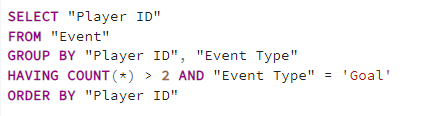 SELECT "Player ID"
FROM "Event"
GROUP BY "Player ID", "Event Type"
HAVING COUNT(*) > 2 AND "Event Type" = 'Goal'
ORDER BY "Player ID"